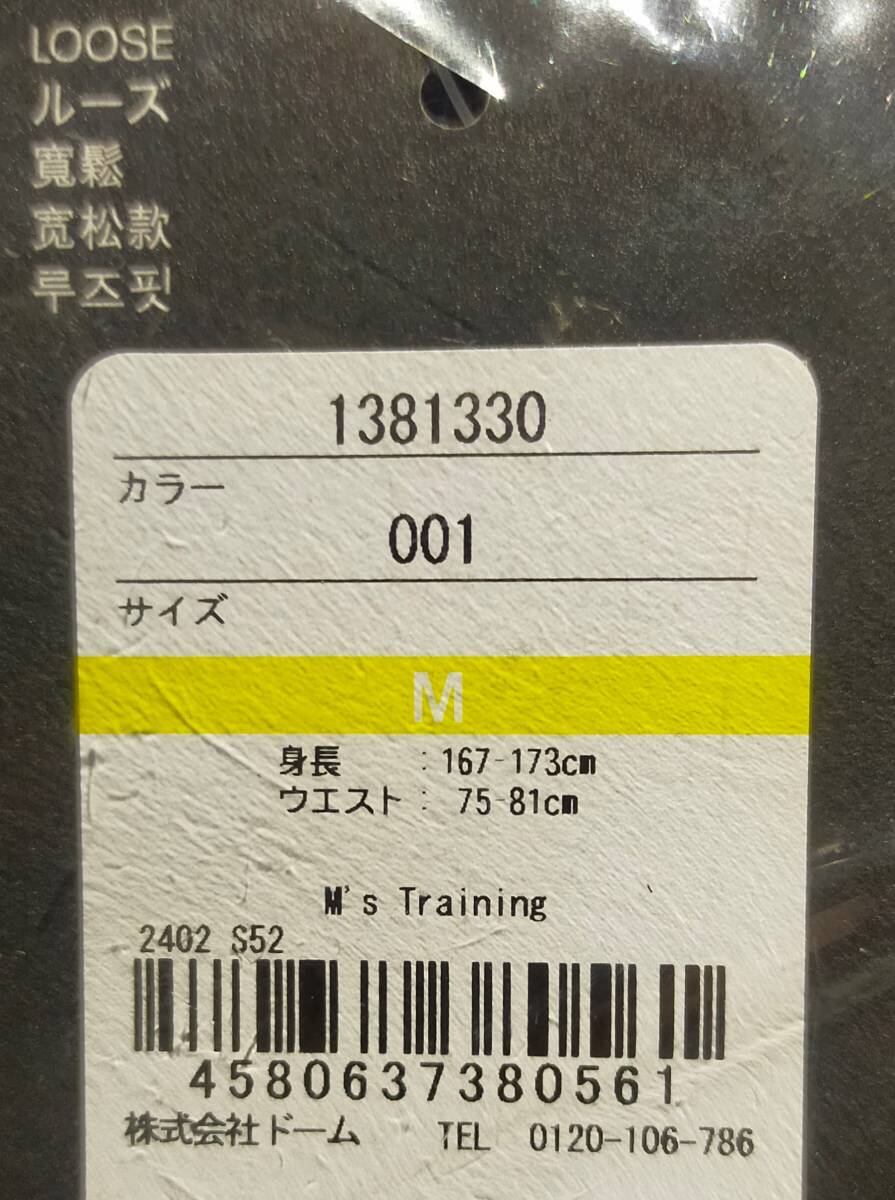 LOOSE
ルーズ
寬鬆
宽松款
루즈핏
1381330
カラー
001
サイズ
M
身長 : 167-173cm
ウエスト : 75-81cm
M's Training
2402 S52
4580637380561
株式会社ドーム TEL 0120-106-786